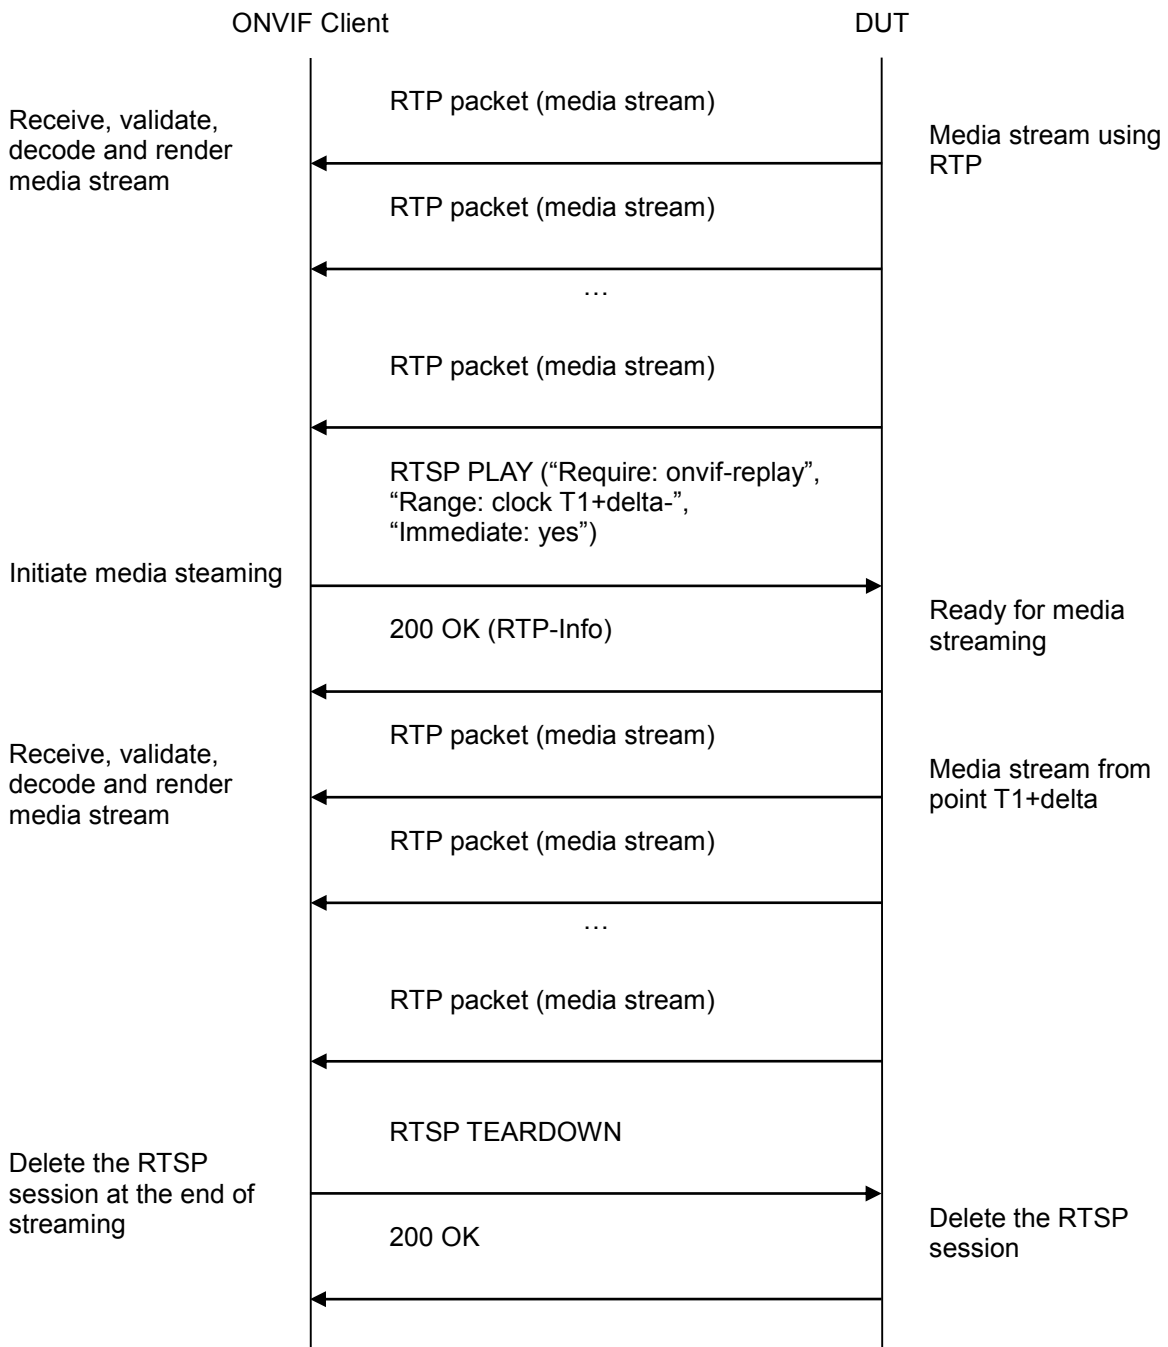 ONVIF Client
DUT
RTP packet (media stream)
Receive, validate,
decode and render
media stream
Media stream using
RTP
RTP packet (media stream)
…
RTP packet (media stream)
RTSP PLAY (“Require: onvif-replay”,
“Range: clock T1+delta-”,
“Immediate: yes”)
Initiate media steaming
Ready for media
streaming
200 OK (RTP-Info)
RTP packet (media stream)
Receive, validate,
decode and render
media stream
Media stream from
point T1+delta
RTP packet (media stream)
…
RTP packet (media stream)
RTSP TEARDOWN
Delete the RTSP
session at the end of
streaming
Delete the RTSP
session
200 OK